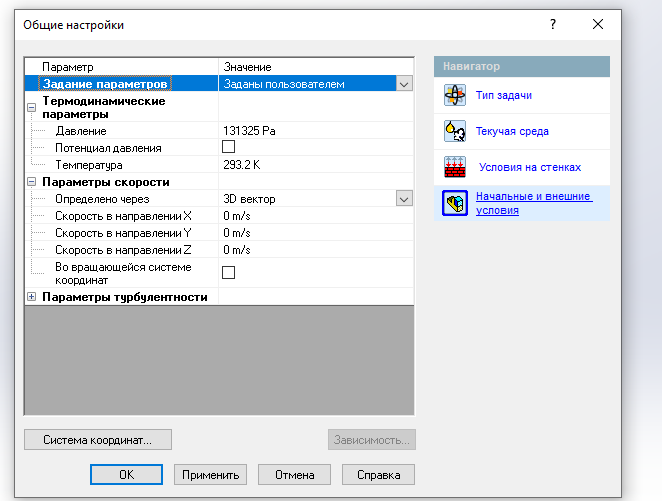 Общие настройки
? ×
Параметр Значение
Задание параметров Заданы пользователем
Термодинамические
параметры
Давление 131325 Pa
Потенциал давления
Температура 293.2 K
Параметры скорости
Определено через 3D вектор
Скорость в направлении X 0 m/s
Скорость в направлении Y 0 m/s
Скорость в направлении Z 0 m/s
Во вращающейся системе
координат
Параметры турбулентности
Навигатор
Тип задачи
Текучая среда
Условия на стенках
Начальные и внешние
условия
Система координат... Зависимость...
OK Применить Отмена Справка